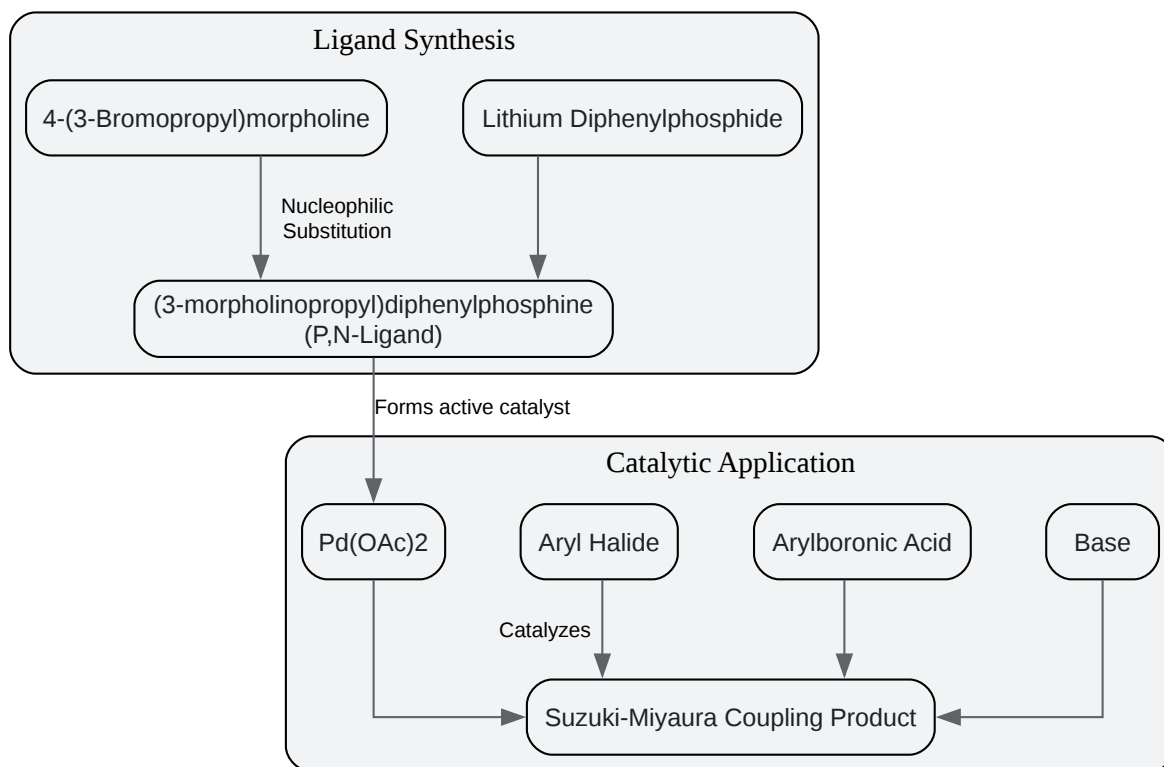 Ligand Synthesis
4-(3-Bromopropyl)morpholine
Lithium Diphenylphosphide
Nucleophilic
Substitution
(3-morpholinopropyl)diphenylphosphine
(P,N-Ligand)
Forms active catalyst
Catalytic Application
Pd(OAc)2
Aryl Halide
Arylboronic Acid
Base
Catalyzes
Suzuki-Miyaura Coupling Product